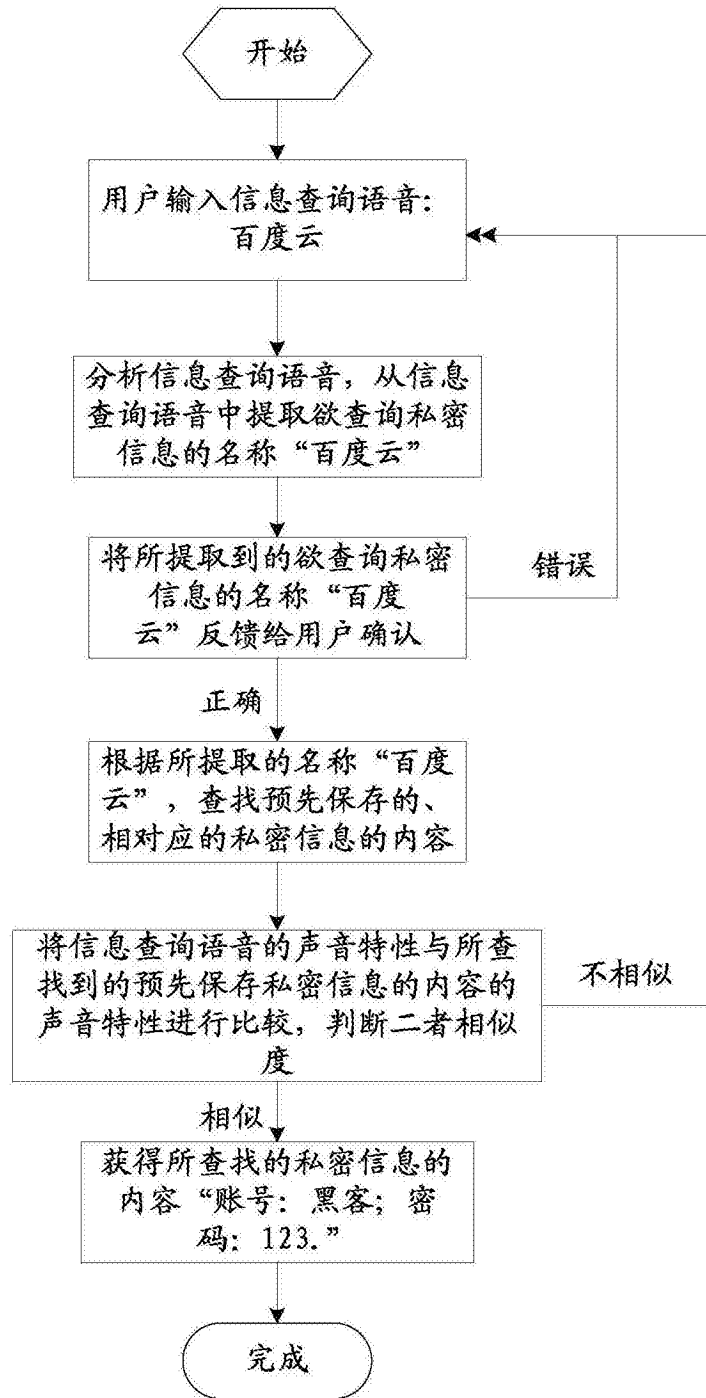 开始
用户输入信息查询语音：
百度云
分析信息查询语音，从信息
查询语音中提取欲查询私密
信息的名称“百度云”
将所提取到的欲查询私密
信息的名称“百度
云”反馈给用户确认
错误
正确
根据所提取的名称“百度
云”，查找预先保存的、
相对应的私密信息的内容
将信息查询语音的声音特性与所查
找到的预先保存私密信息的内容的
声音特性进行比较，判断二者相似
度
不相似
相似
获得所查找的私密信息的
内容“账号：黑客；密
码：123.”
完成